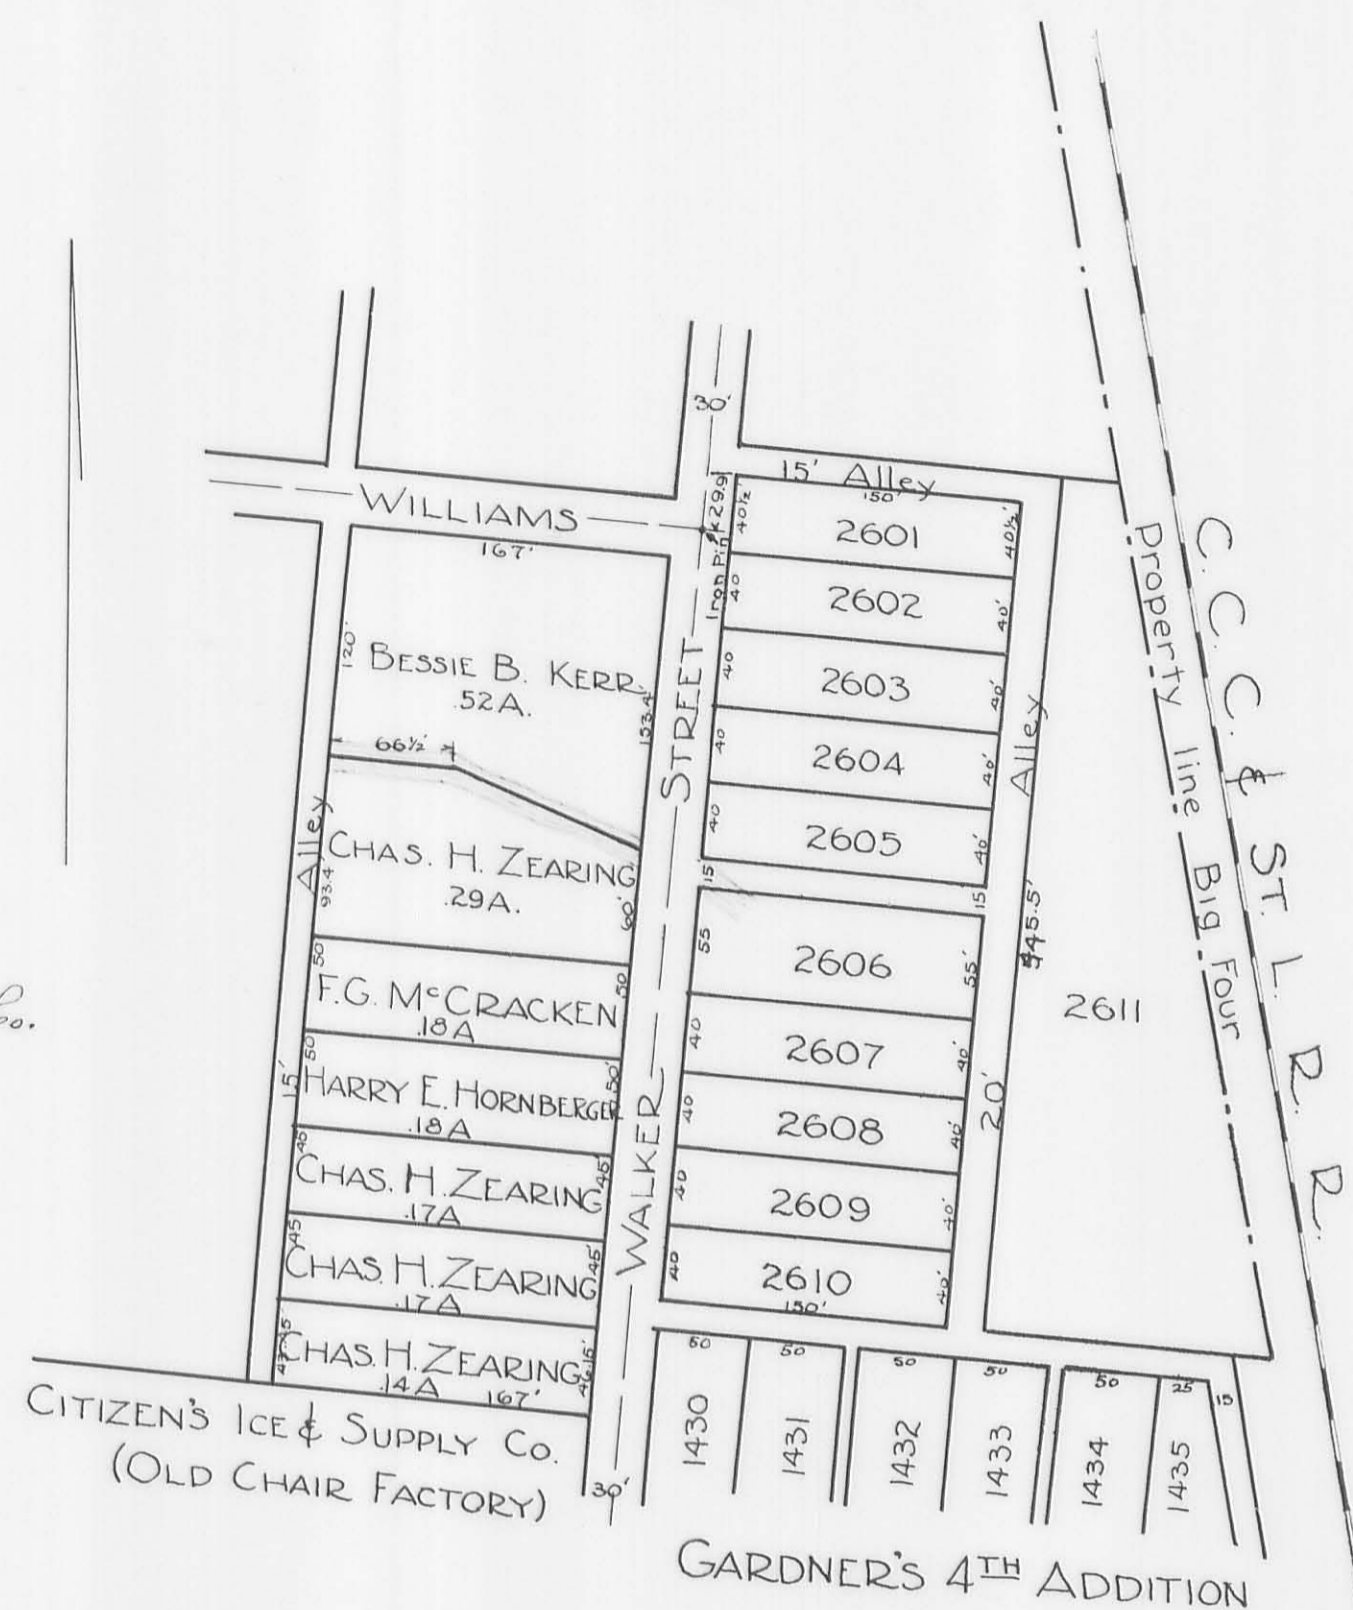 30'
15' Alley
150'
WILLIAMS
167'
Iron Pin
29.9'
40½'
2601
40½'
40
2602
40'
120'
BESSIE B. KERR
.52A.
153.4'
66½'
40
2603
40'
40
2604
40'
40
2605
40'
Alley
STREET
15'
15'
Alley
CHAS. H. ZEARING
.29A.
93.4'
60'
55
2606
55'
545.5'
2611
50
F.G. McCRACKEN
.18A
50
40
2607
40'
50
HARRY E. HORNBERGER
.18A
50'
15'
40
2608
40'
20'
45
CHAS. H. ZEARING
.17A
45'
WALKER
40
2609
40'
45
CHAS. H. ZEARING
.17A
45'
40
2610
40'
150'
CHAS. H. ZEARING
.14A 167'
46.15'
CITIZEN'S ICE & SUPPLY CO.
(OLD CHAIR FACTORY)
30'
50
50
50
50
50
25
15
1430
1431
1432
1433
1434
1435
GARDNER'S 4TH ADDITION
C. C. C. & ST. L. R. R.
Property line Big Four
Co.